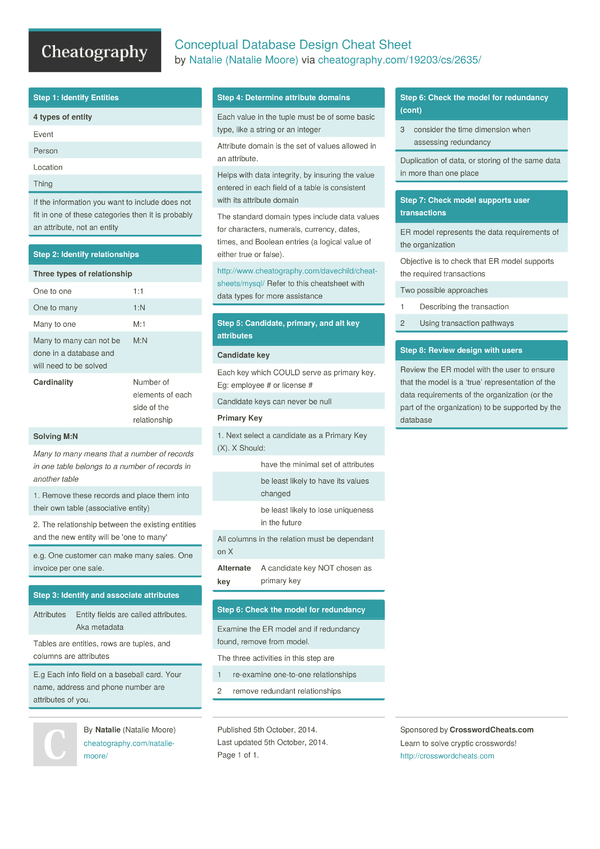 Cheatography
Conceptual Database Design Cheat Sheet
by Natalie (Natalie Moore) via cheatography.com/19203/cs/2635/
Step 1: Identify Entities
4 types of entity
Event
Person
Location
Thing
If the information you want to include does not
fit in one of these categories then it is probably
an attribute, not an entity
Step 2: Identify relationships
Three types of relationship
One to one 1:1
One to many 1:N
Many to one M:1
Many to many can not be M:N
done in a database and
will need to be solved
Cardinality Number of
elements of each
side of the
relationship
Solving M:N
Many to many means that a number of records
in one table belongs to a number of records in
another table
1. Remove these records and place them into
their own table (associative entity)
2. The relationship between the existing entities
and the new entity will be 'one to many'
e.g. One customer can make many sales. One
invoice per one sale.
Step 3: Identify and associate attributes
Attributes Entity fields are called attributes.
Aka metadata
Tables are entities, rows are tuples, and
columns are attributes
E.g Each info field on a baseball card. Your
name, address and phone number are
attributes of you.
Step 4: Determine attribute domains
Each value in the tuple must be of some basic
type, like a string or an integer
Attribute domain is the set of values allowed in
an attribute.
Helps with data integrity, by insuring the value
entered in each field of a table is consistent
with its attribute domain
The standard domain types include data values
for characters, numerals, currency, dates,
times, and Boolean entries (a logical value of
either true or false).
http://www.cheatography.com/davechild/cheat-
sheets/mysql/ Refer to this cheatsheet with
data types for more assistance
Step 5: Candidate, primary, and alt key
attributes
Candidate key
Each key which COULD serve as primary key.
Eg: employee # or license #
Candidate keys can never be null
Primary Key
1. Next select a candidate as a Primary Key
(X). X Should:
have the minimal set of attributes
be least likely to have its values
changed
be least likely to lose uniqueness
in the future
All columns in the relation must be dependant
on X
Alternate A candidate key NOT chosen as
key primary key
Step 6: Check the model for redundancy
Examine the ER model and if redundancy
found, remove from model.
The three activities in this step are
1 re-examine one-to-one relationships
2 remove redundant relationships
Step 6: Check the model for redundancy
(cont)
3 consider the time dimension when
assessing redundancy
Duplication of data, or storing of the same data
in more than one place
Step 7: Check model supports user
transactions
ER model represents the data requirements of
the organization
Objective is to check that ER model supports
the required transactions
Two possible approaches
1 Describing the transaction
2 Using transaction pathways
Step 8: Review design with users
Review the ER model with the user to ensure
that the model is a 'true' representation of the
data requirements of the organization (or the
part of the organization) to be supported by the
database
C
By Natalie (Natalie Moore)
cheatography.com/natalie-
moore/
Published 5th October, 2014.
Last updated 5th October, 2014.
Page 1 of 1.
Sponsored by CrosswordCheats.com
Learn to solve cryptic crosswords!
http://crosswordcheats.com